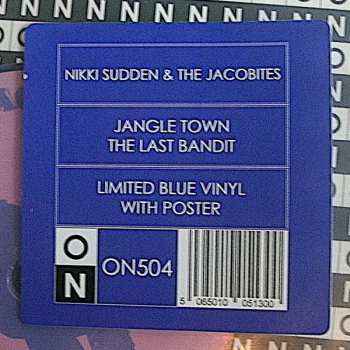 NIKKI SUDDEN & THE JACOBITES
JANGLE TOWN
THE LAST BANDIT
LIMITED BLUE VINYL
WITH POSTER
O
N
ON504
5 065010 051300